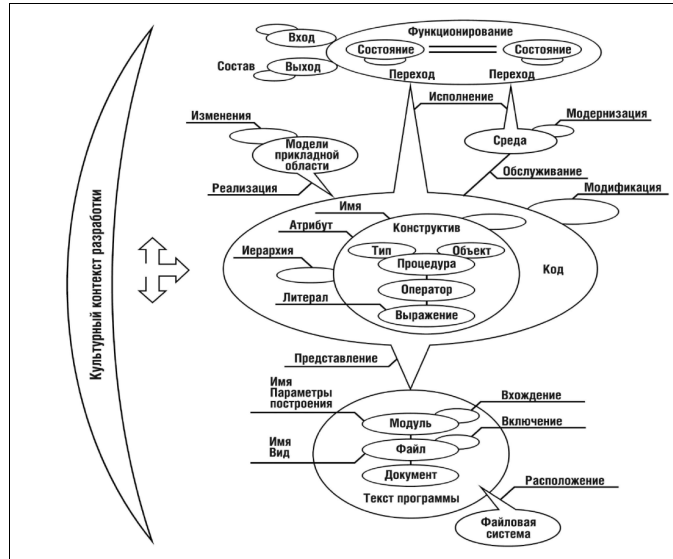 Функционирование
Вход
Состояние
Состояние
Состав
Выход
Переход
Переход
Исполнение
Изменения
Модернизация
Среда
Модели
прикладной
области
Обслуживание
Реализация
Модификация
Имя
Конструктив
Атрибут
Тип
Объект
Иерархия
Процедура
Код
Оператор
Литерал
Выражение
Культурный контекст разработки
Представление
Имя
Параметры
построения
Вхождение
Модуль
Включение
Имя
Вид
Файл
Документ
Расположение
Текст программы
Файловая
система